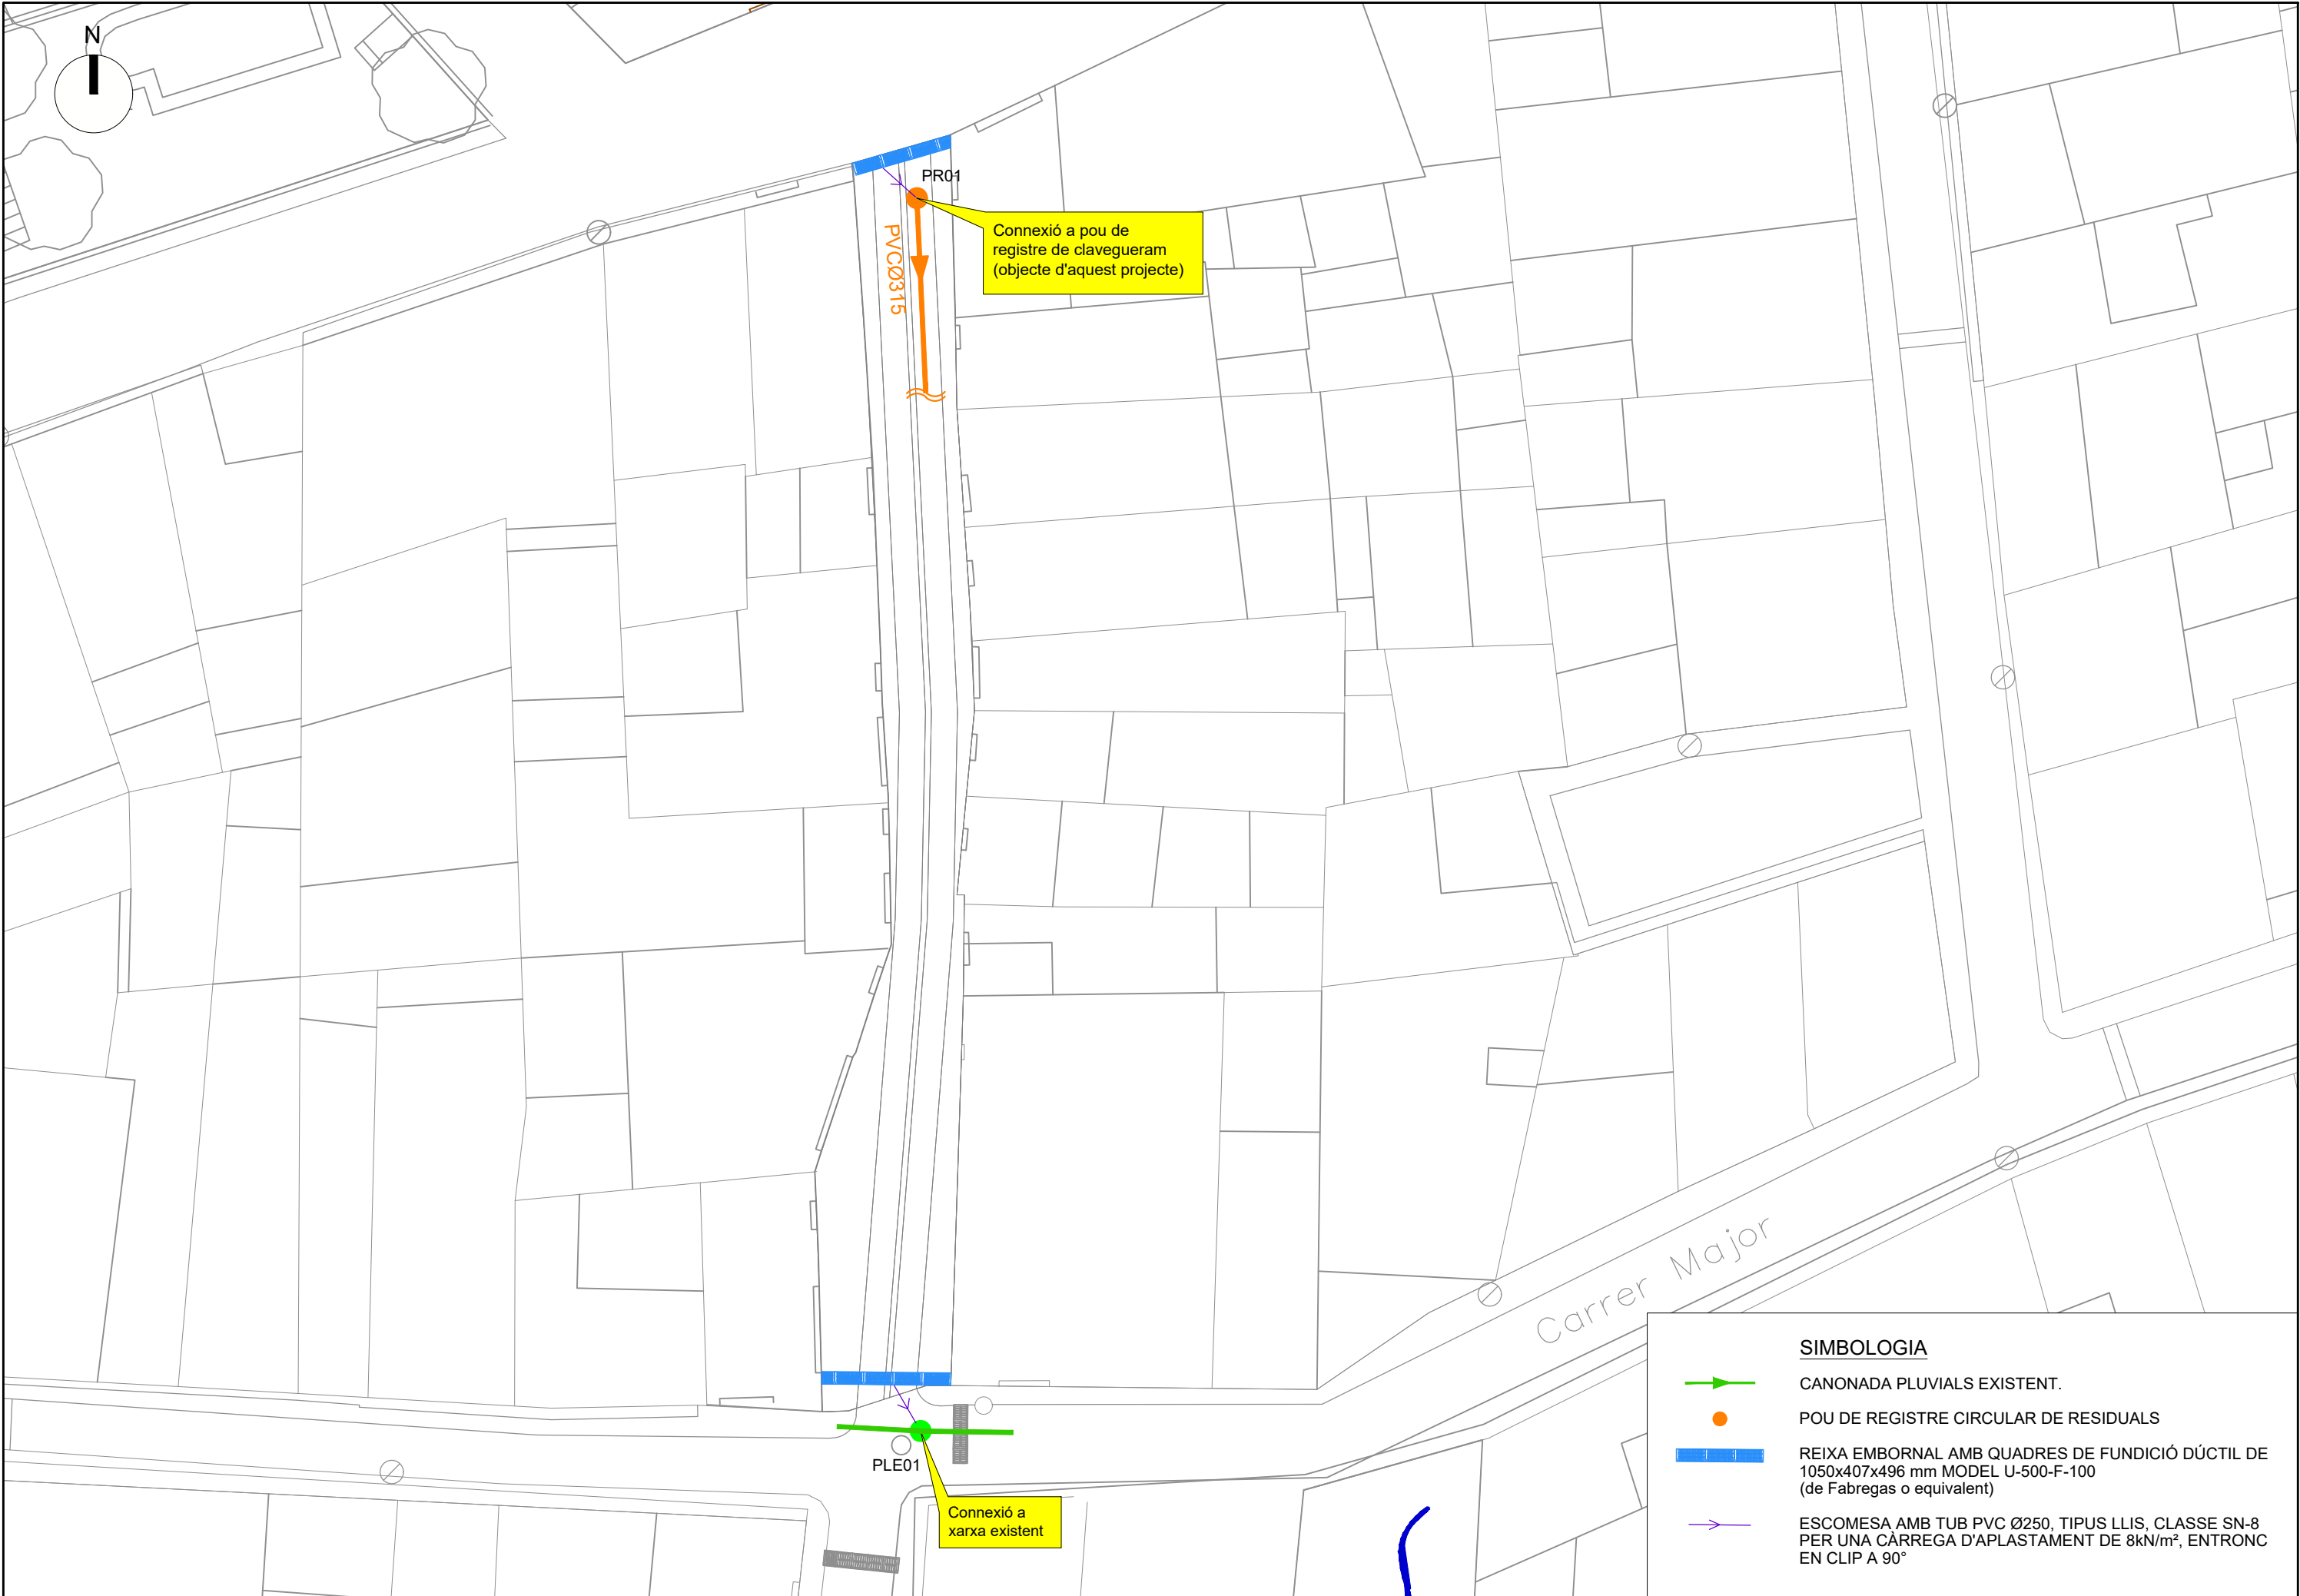 N
PR01
Connexió a pou de
registre de clavegueram
(objecte d'aquest projecte)
PVCØ315
Carrer Major
PLE01
Connexió a
xarxa existent
SIMBOLOGIA
CANONADA PLUVIALS EXISTENT.
POU DE REGISTRE CIRCULAR DE RESIDUALS
REIXA EMBORNAL AMB QUADRES DE FUNDICIÓ DÚCTIL DE
1050x407x496 mm MODEL U-500-F-100
(de Fabregas o equivalent)
ESCOMESA AMB TUB PVC Ø250, TIPUS LLIS, CLASSE SN-8
PER UNA CÀRREGA D'APLASTAMENT DE 8kN/m², ENTRONC
EN CLIP A 90°